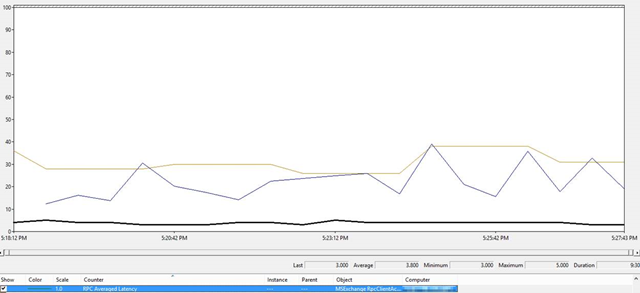 100
90
80
70
60
50
40
30
20
10
0
5:18:12 PM 5:20:42 PM 5:23:12 PM 5:25:42 PM 5:27:43 PM
Last 3.000 Average 3.800 Minimum 3.000 Maximum 5.000 Duration 9:30
Show Color Scale Counter Instance Parent Object Computer
1.0 RPC Averaged Latency --- --- MSExchange RpcClientAc...